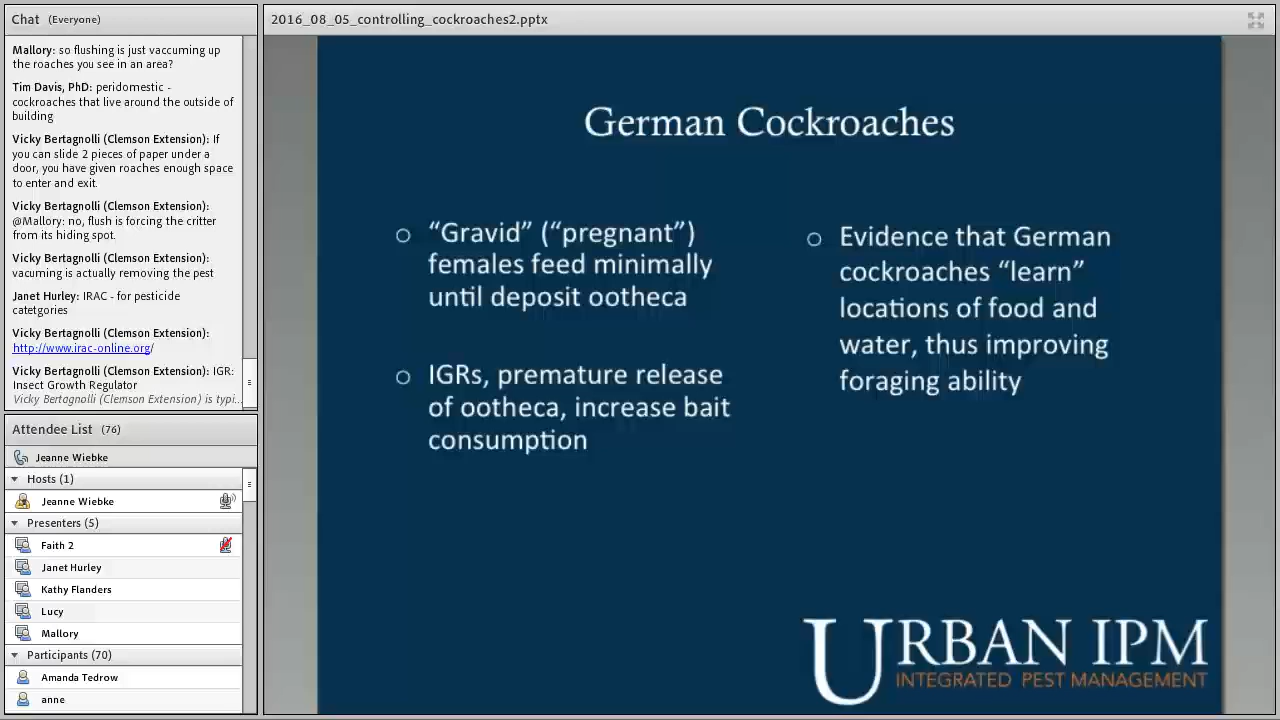 Chat (Everyone)
Mallory: so flushing is just vaccuming up
the roaches you see in an area?
Tim Davis, PhD: peridomestic -
cockroaches that live around the outside of
building
Vicky Bertagnolli (Clemson Extension): If
you can slide 2 pieces of paper under a
door, you have given roaches enough space
to enter and exit.
Vicky Bertagnolli (Clemson Extension):
@Mallory: no, flush is forcing the critter
from its hiding spot.
Vicky Bertagnolli (Clemson Extension):
vacuming is actually removing the pest
Janet Hurley: IRAC - for pesticide
catetgories
Vicky Bertagnolli (Clemson Extension):
http://www.irac-online.org/
Vicky Bertagnolli (Clemson Extension): IGR:
Insect Growth Regulator
Vicky Bertagnolli (Clemson Extension) is typi...
Attendee List (76)
Jeanne Wiebke
Hosts (1)
Jeanne Wiebke
Presenters (5)
Faith 2
Janet Hurley
Kathy Flanders
Lucy
Mallory
Participants (70)
Amanda Tedrow
anne
2016_08_05_controlling_cockroaches2.pptx
German Cockroaches
o "Gravid" ("pregnant")
females feed minimally
until deposit ootheca
o IGRs, premature release
of ootheca, increase bait
consumption
o Evidence that German
cockroaches "learn"
locations of food and
water, thus improving
foraging ability
URBAN IPM
INTEGRATED PEST MANAGEMENT